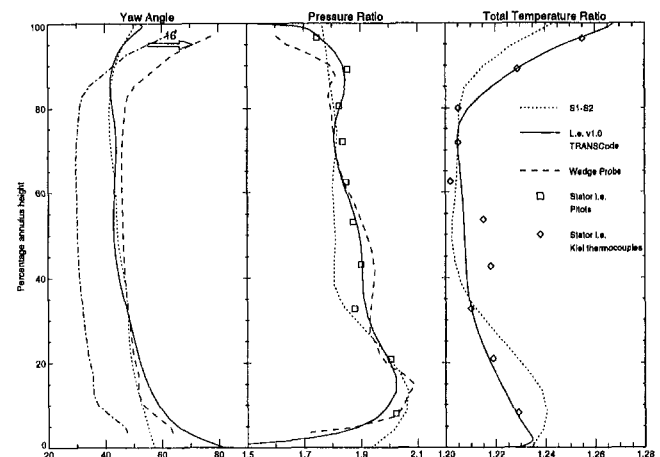 Yaw Angle
Pressure Ratio
Total Temperature Ratio
100
80
60
40
20
0
Percentage annulus height
16°
S1-S2
L.e. v1.0
TRANSCode
Wedge Probe
Stator l.e.
Pitots
Stator l.e.
Kiel thermocouples
20
40
60
80
1.5
1.7
1.9
2.1
1.20
1.22
1.24
1.26
1.28